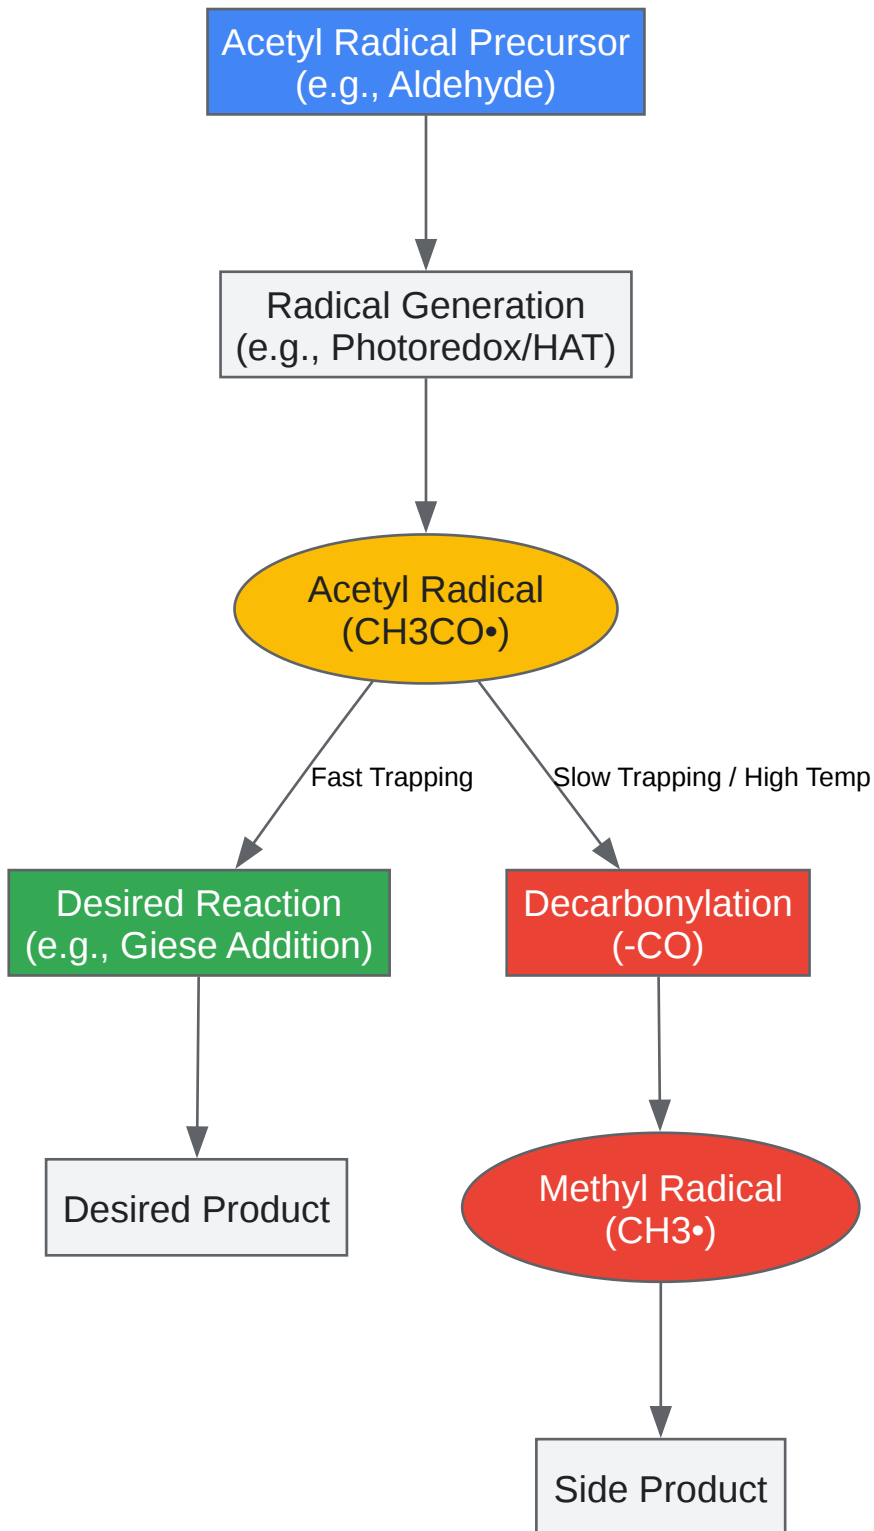 Acetyl Radical Precursor
(e.g., Aldehyde)
Radical Generation
(e.g., Photoredox/HAT)
Acetyl Radical
(CH3CO•)
Fast Trapping
Slow Trapping / High Temp
Desired Reaction
(e.g., Giese Addition)
Decarbonylation
(-CO)
Desired Product
Methyl Radical
(CH3•)
Side Product